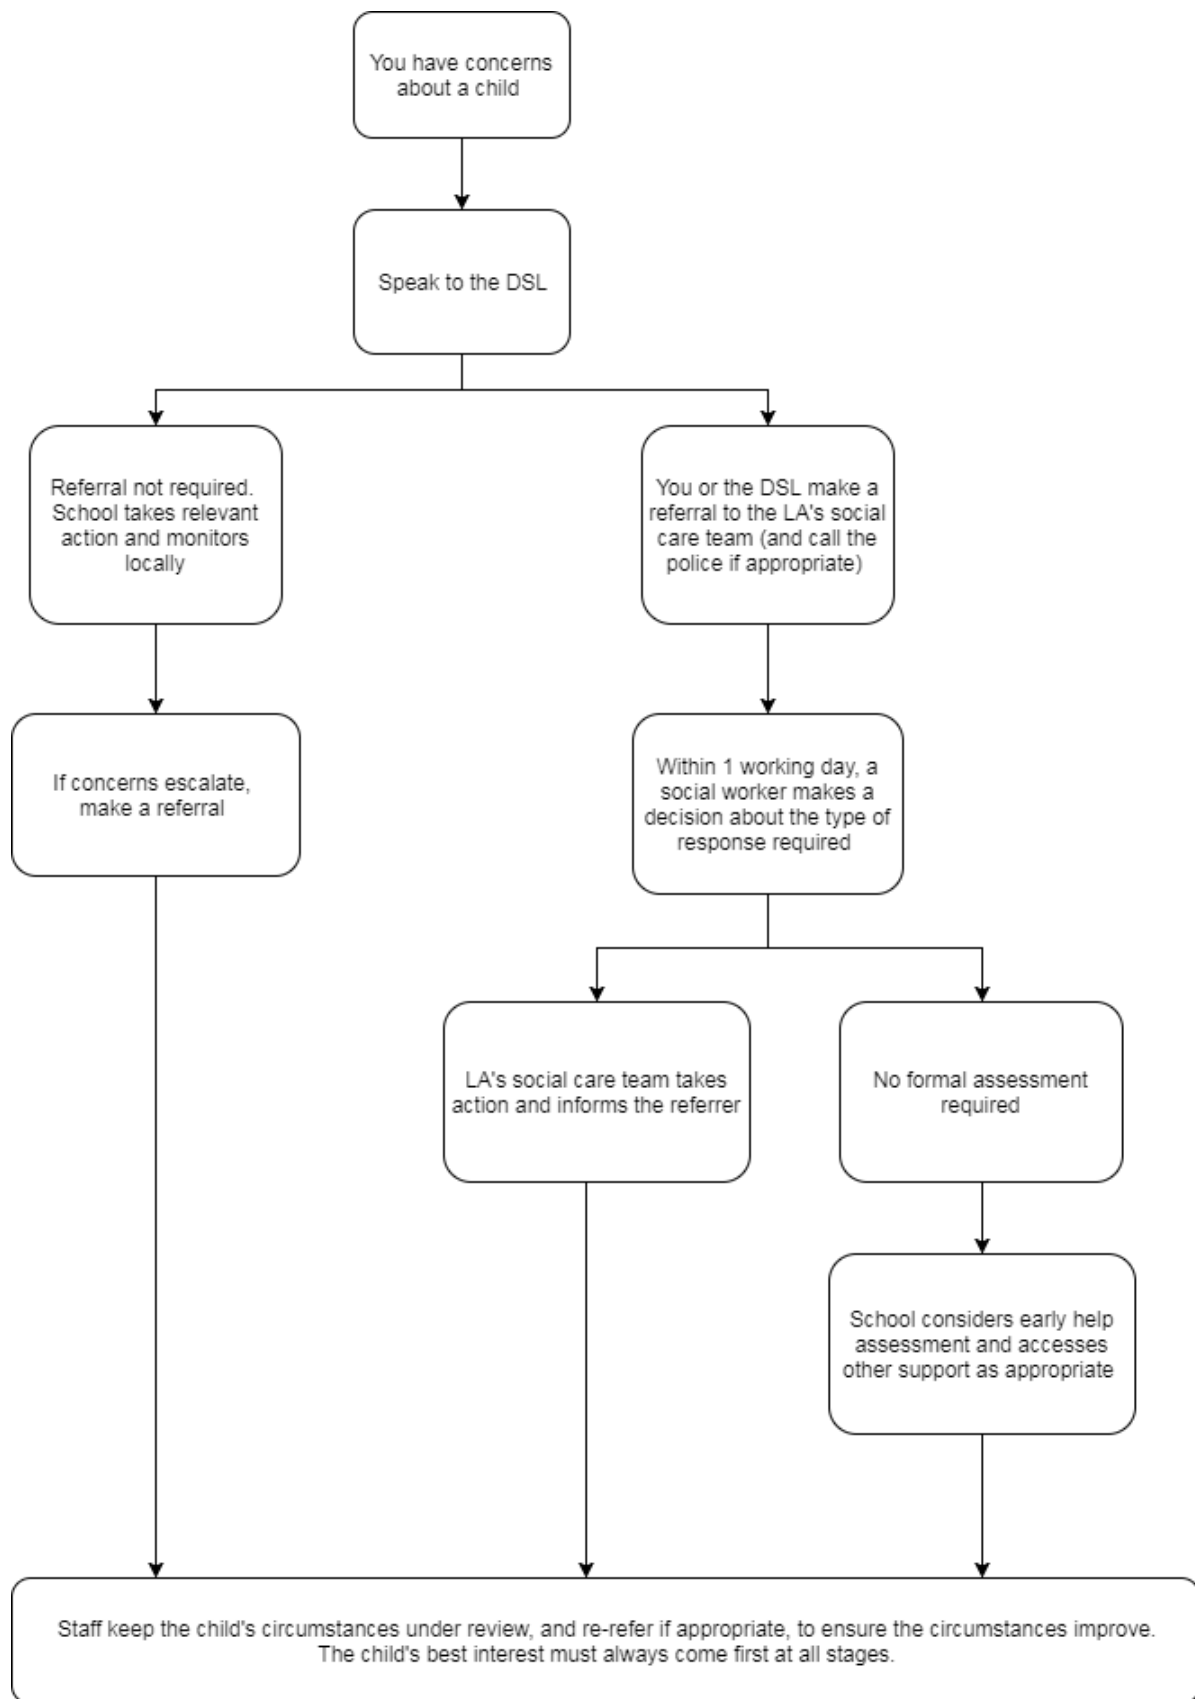 You have concerns
about a child
Speak to the DSL
Referral not required.
School takes relevant
action and monitors
locally
You or the DSL make a
referral to the LA's social
care team (and call the
police if appropriate)
If concerns escalate,
make a referral
Within 1 working day, a
social worker makes a
decision about the type of
response required
LA's social care team takes
action and informs the referrer
No formal assessment
required
School considers early help
assessment and accesses
other support as appropriate
Staff keep the child's circumstances under review, and re-refer if appropriate, to ensure the circumstances improve.
The child's best interest must always come first at all stages.